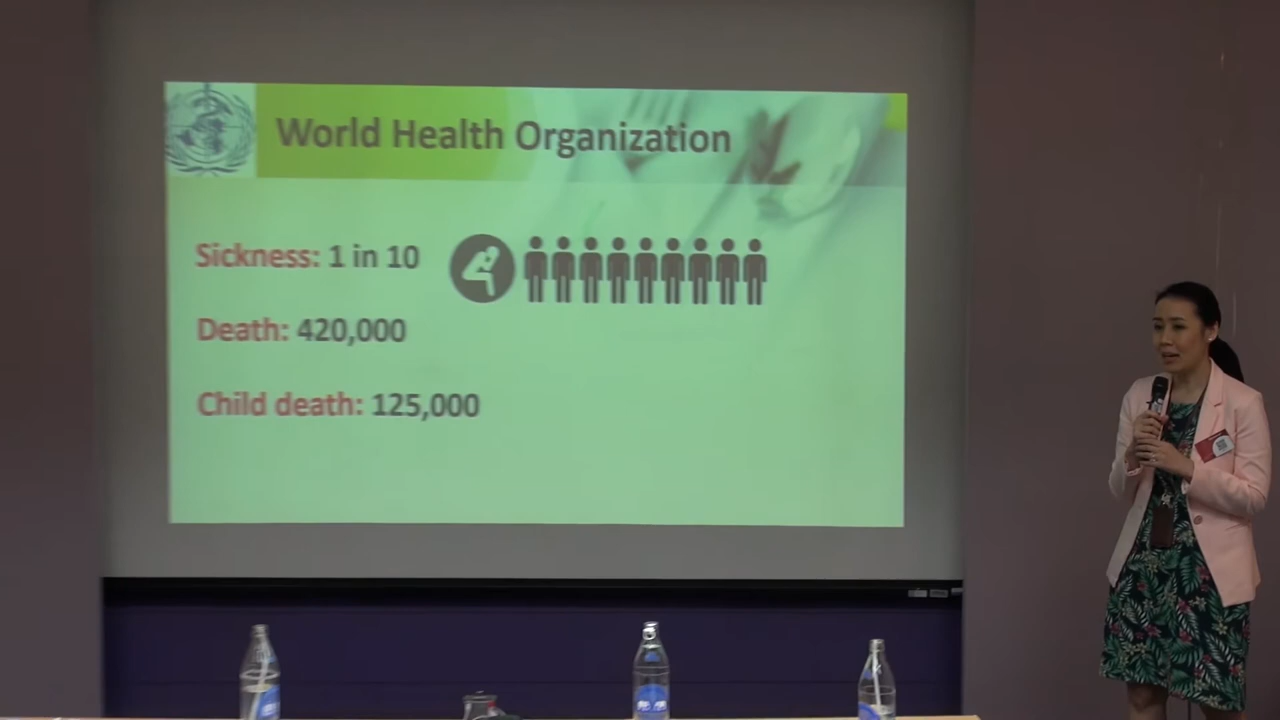 World Health Organization
Sickness: 1 in 10
Death: 420,000
Child death: 125,000